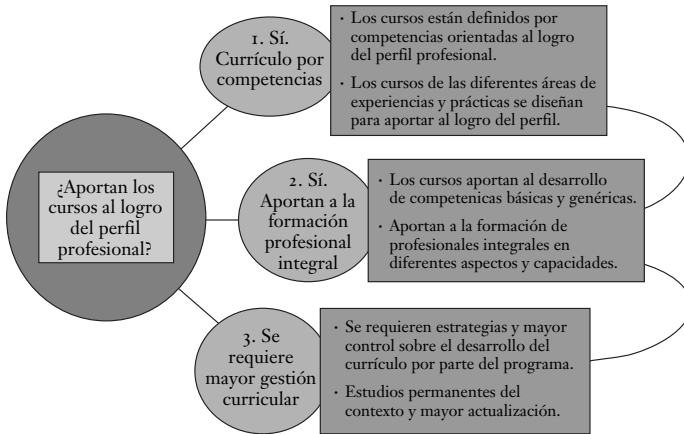 ¿Aportan los
cursos al logro
del perfil
profesional?
1. Sí.
Currículo por
competencias
· Los cursos están definidos por
competencias orientadas al logro
del perfil profesional.
· Los cursos de las diferentes áreas de
experiencias y prácticas se diseñan
para aportar al logro del perfil.
2. Sí.
Aportan a la
formación
profesional
integral
· Los cursos aportan al desarrollo
de competenicas básicas y genéricas.
· Aportan a la formación de
profesionales integrales en
diferentes aspectos y capacidades.
3. Se
requiere
mayor gestión
curricular
· Se requieren estrategias y mayor
control sobre el desarrollo del
currículo por parte del programa.
· Estudios permanentes del
contexto y mayor actualización.